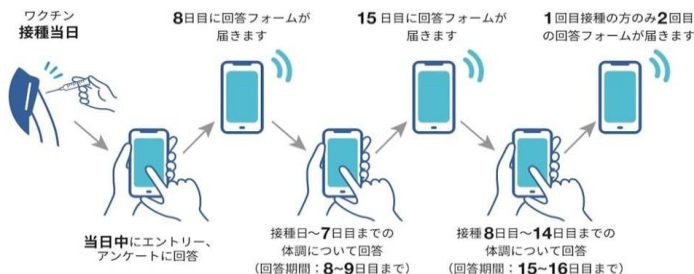 ワクチン
接種当日
8日目に回答フォームが
届きます
15日目に回答フォームが
届きます
1回目接種の方のみ2回目
の回答フォームが届きます
当日中にエントリー、
アンケートに回答
接種日~7日目までの
体調について回答
(回答期間:8~9日目まで)
接種8日目~14日目までの
体調について回答
(回答期間:15~16日目まで)